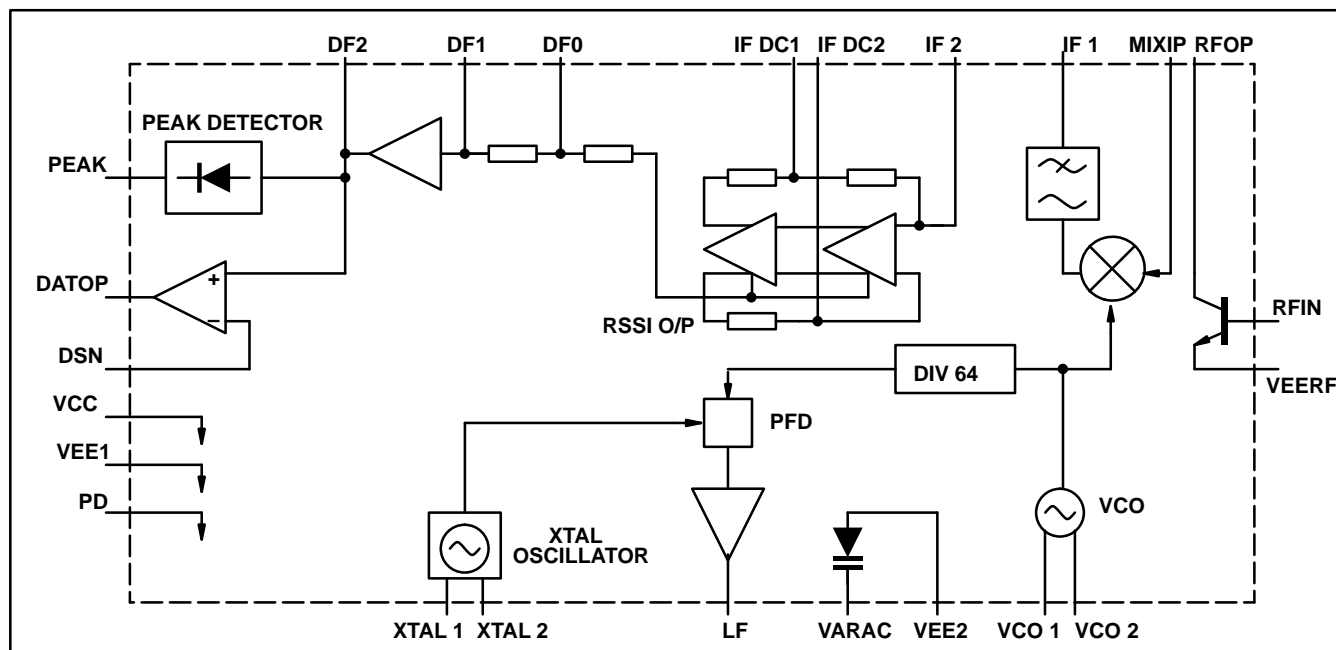 DF2 DF1 DF0 IF DC1 IF DC2 IF 2 IF 1 MIXIP RFOP
PEAK DETECTOR
PEAK
DATOP
+
−
RSSI O/P
RFIN
DSN
DIV 64
VEERF
VCC
PFD
VEE1
PD
XTAL
OSCILLATOR
VCO
XTAL 1 XTAL 2 LF VARAC VEE2 VCO 1 VCO 2